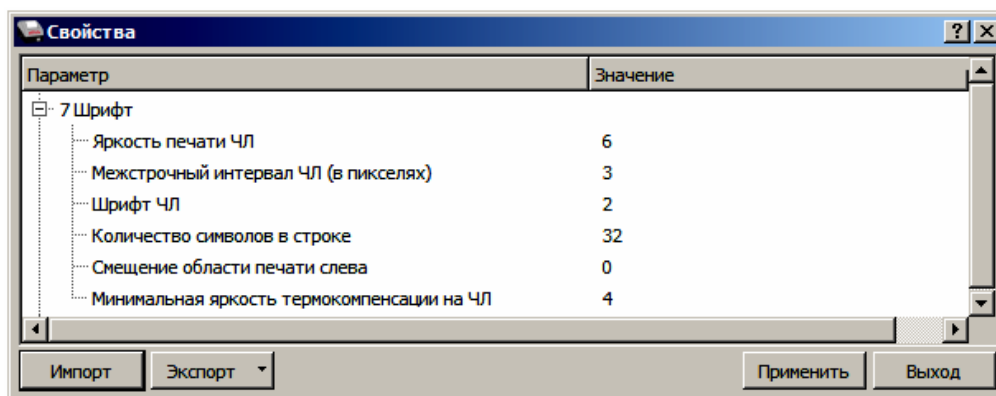 Свойства
Параметр Значение
7 Шрифт
Яркость печати ЧЛ 6
Межстрочный интервал ЧЛ (в пикселях) 3
Шрифт ЧЛ 2
Количество символов в строке 32
Смещение области печати слева 0
Минимальная яркость термокомпенсации на ЧЛ 4
Импорт Экспорт Применить Выход